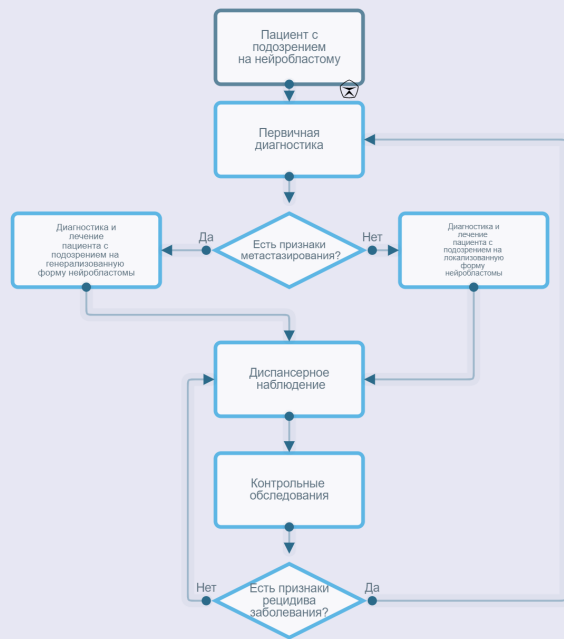 Пациент с
подозрением
на нейробластому
Первичная
диагностика
Диагностика и
лечение
пациента с
подозрением на
генерализованную
форму нейробластомы
Да
Есть признаки
метастазирования?
Нет
Диагностика и
лечение
пациента с
подозрением на
локализованную
форму
нейробластомы
Диспансерное
наблюдение
Контрольные
обследования
Нет
Есть признаки
рецидива
заболевания?
Да